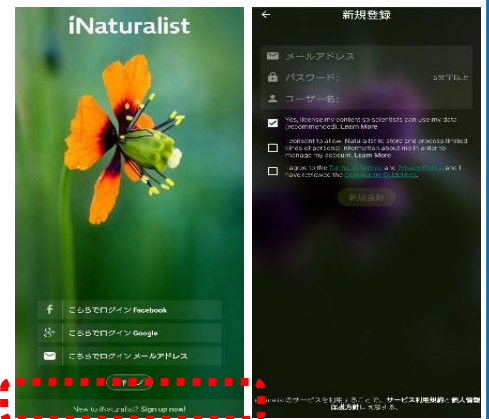 iNaturalist
こちらでログイン Facebook
こちらでログイン Google
こちらでログイン メールアドレス
New to iNaturalist? Sign up now!
新規登録
メールアドレス
パスワード:
ユーザー名:
Yes, license my content so scientists can use my data
(recommended). Learn More
I consent to allow iNaturalist to store and process limited
kinds of personal information about me in order to
manage my account. Learn More
I agree to the Terms of Service and Privacy Policy, and I
have reviewed the Community Guidelines.
新規登録
のサービスを利用することで、サービス利用規約と個人情報